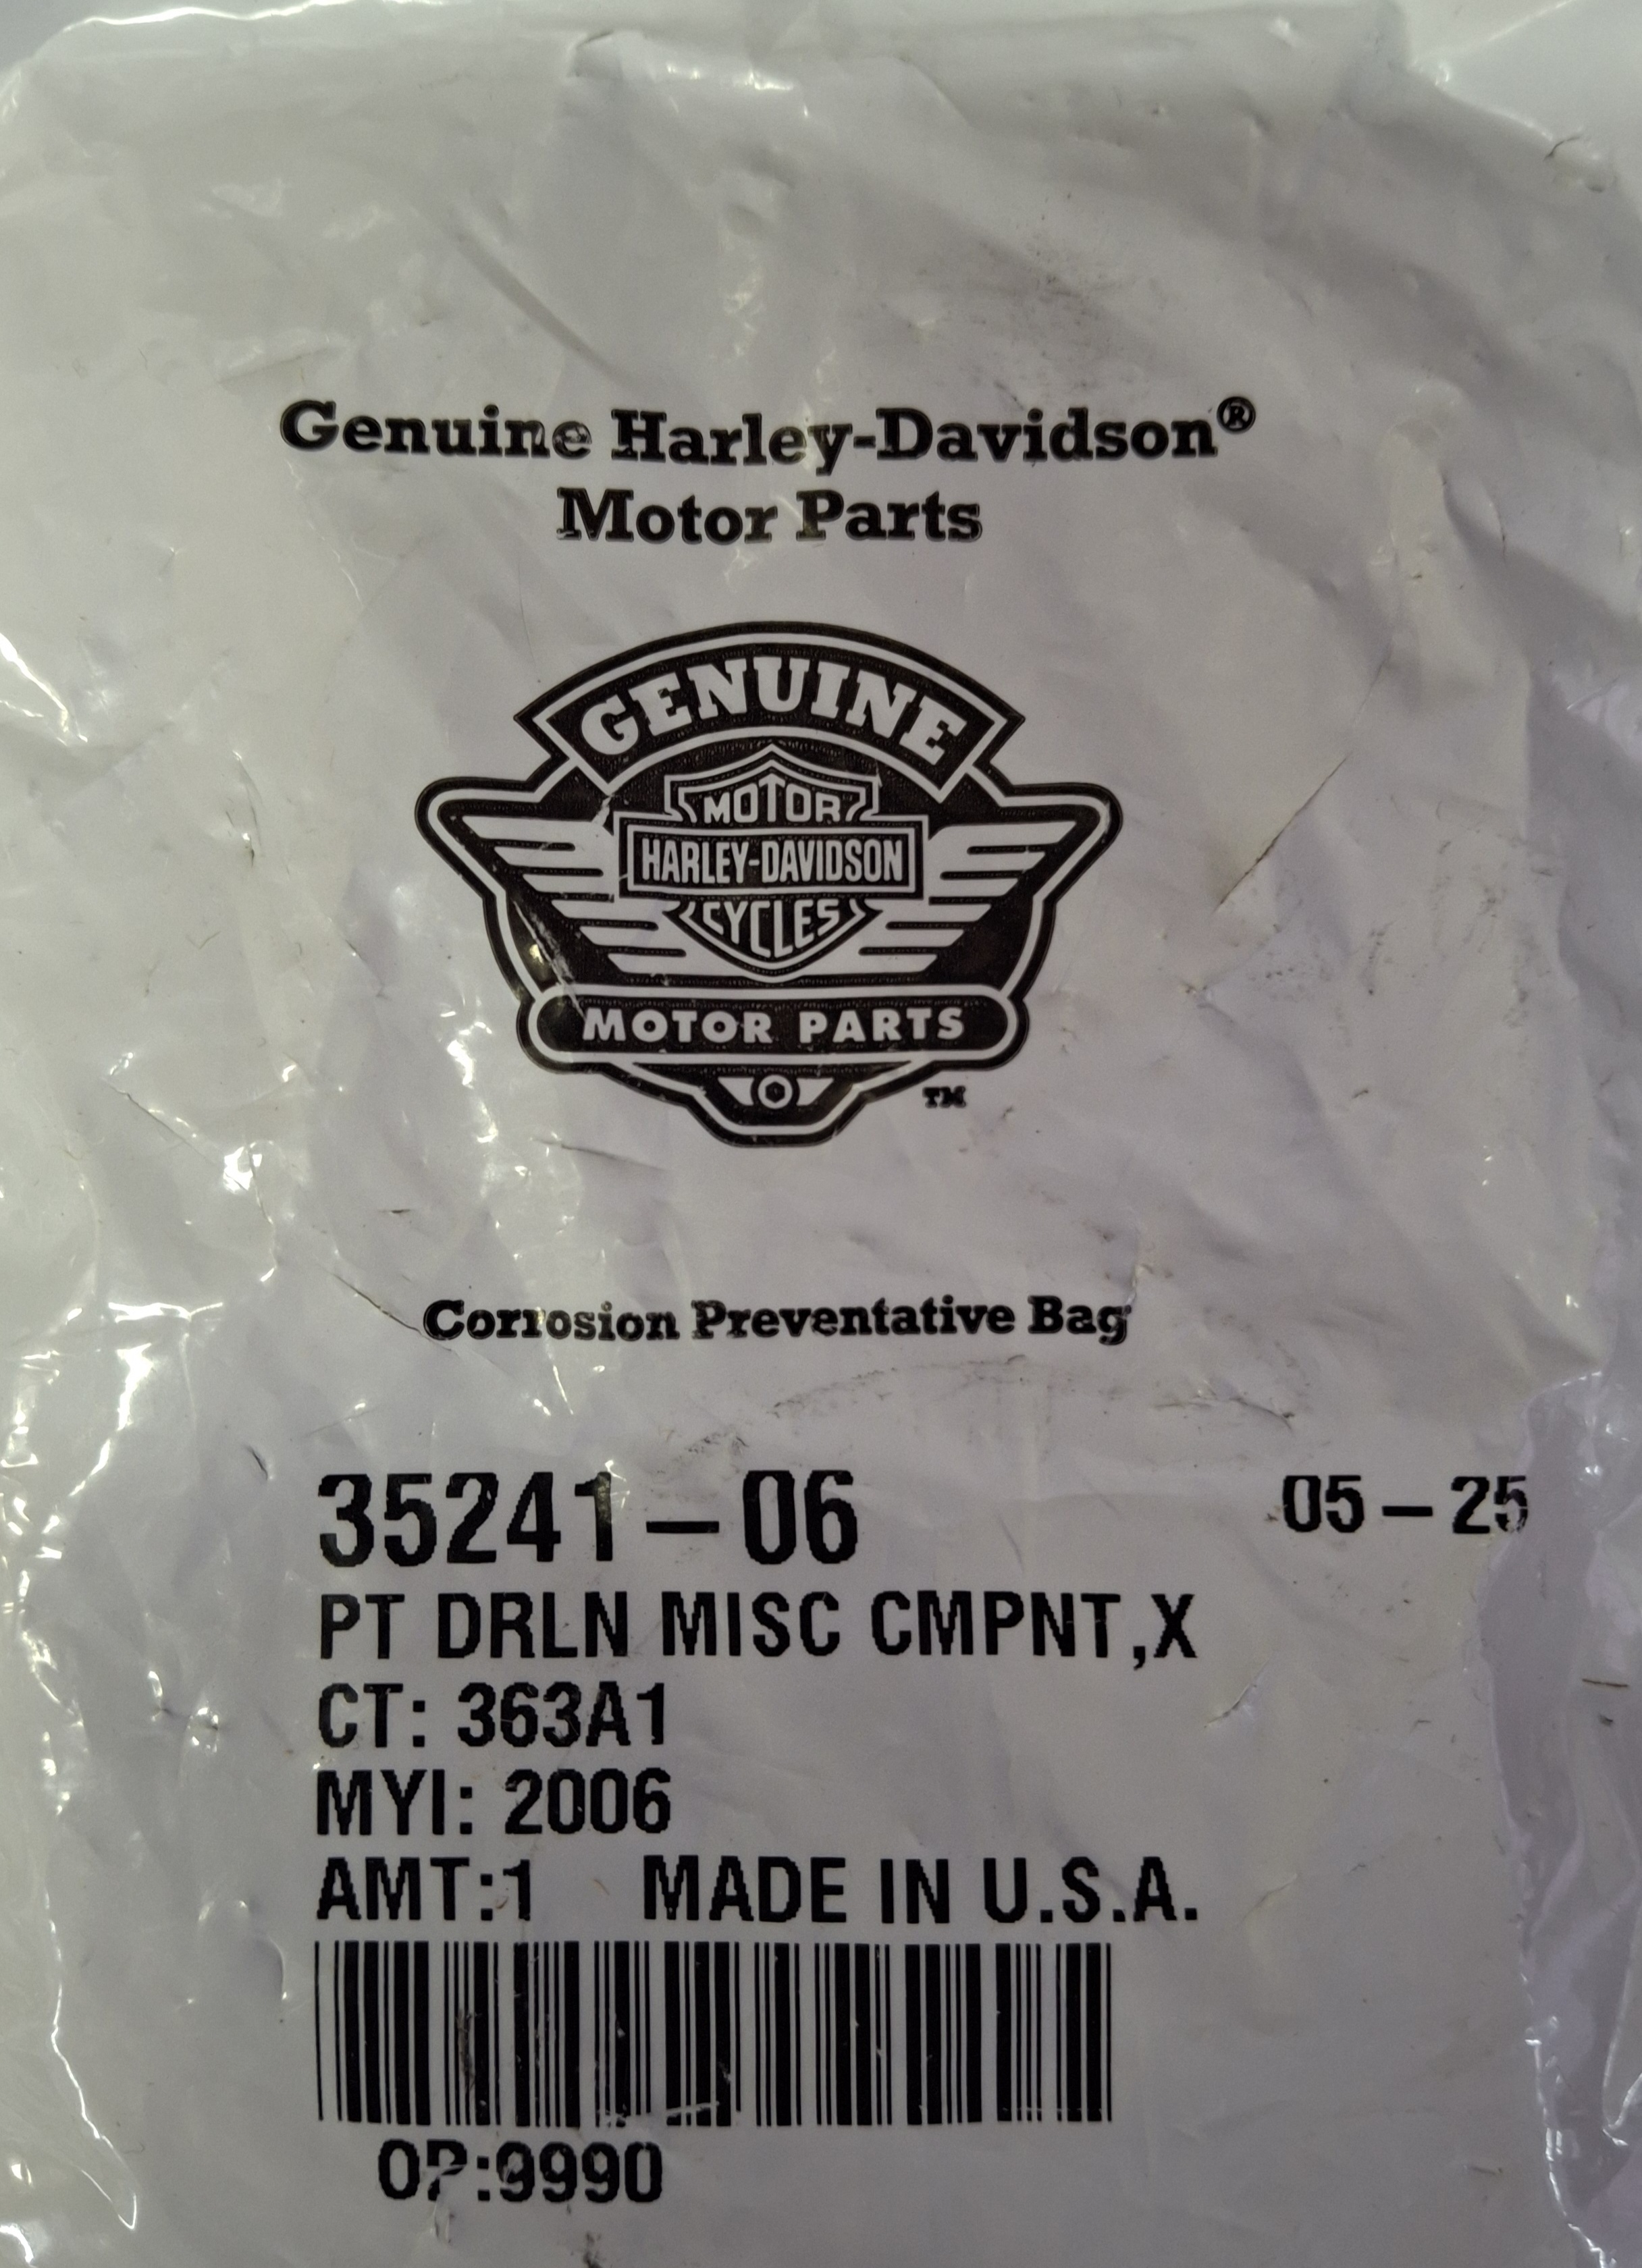 Genuine Harley-Davidson®
Motor Parts
GENUINE
MOTOR
HARLEY-DAVIDSON
CYCLES
MOTOR PARTS
TM
Corrosion Preventative Bag
35241-06 05-25
PT DRLN MISC CMPNT,X
CT: 363A1
MYI: 2006
AMT:1 MADE IN U.S.A.
OP:9990